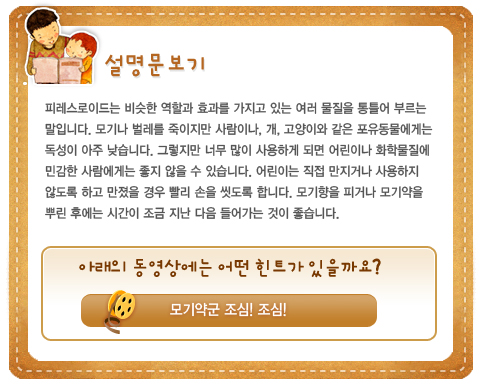 설명문보기
피레스로이드는 비슷한 역할과 효과를 가지고 있는 여러 물질을 통틀어 부르는
말입니다. 모기나 벌레를 죽이지만 사람이나, 개, 고양이와 같은 포유동물에게는
독성이 아주 낮습니다. 그렇지만 너무 많이 사용하게 되면 어린이나 화학물질에
민감한 사람에게는 좋지 않을 수 있습니다. 어린이는 직접 만지거나 사용하지
않도록 하고 만졌을 경우 빨리 손을 씻도록 합니다. 모기향을 피거나 모기약을
뿌린 후에는 시간이 조금 지난 다음 들어가는 것이 좋습니다.
아래의 동영상에는 어떤 힌트가 있을까요?
모기약군 조심! 조심!